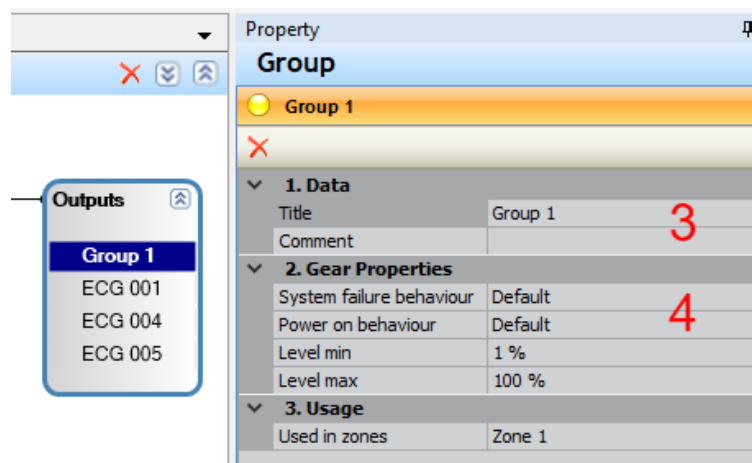 Outputs
Group 1
ECG 001
ECG 004
ECG 005
Property
Group
Group 1
1. Data
Title Group 1
Comment
3
2. Gear Properties
System failure behaviour Default
Power on behaviour Default
4
Level min 1 %
Level max 100 %
3. Usage
Used in zones Zone 1